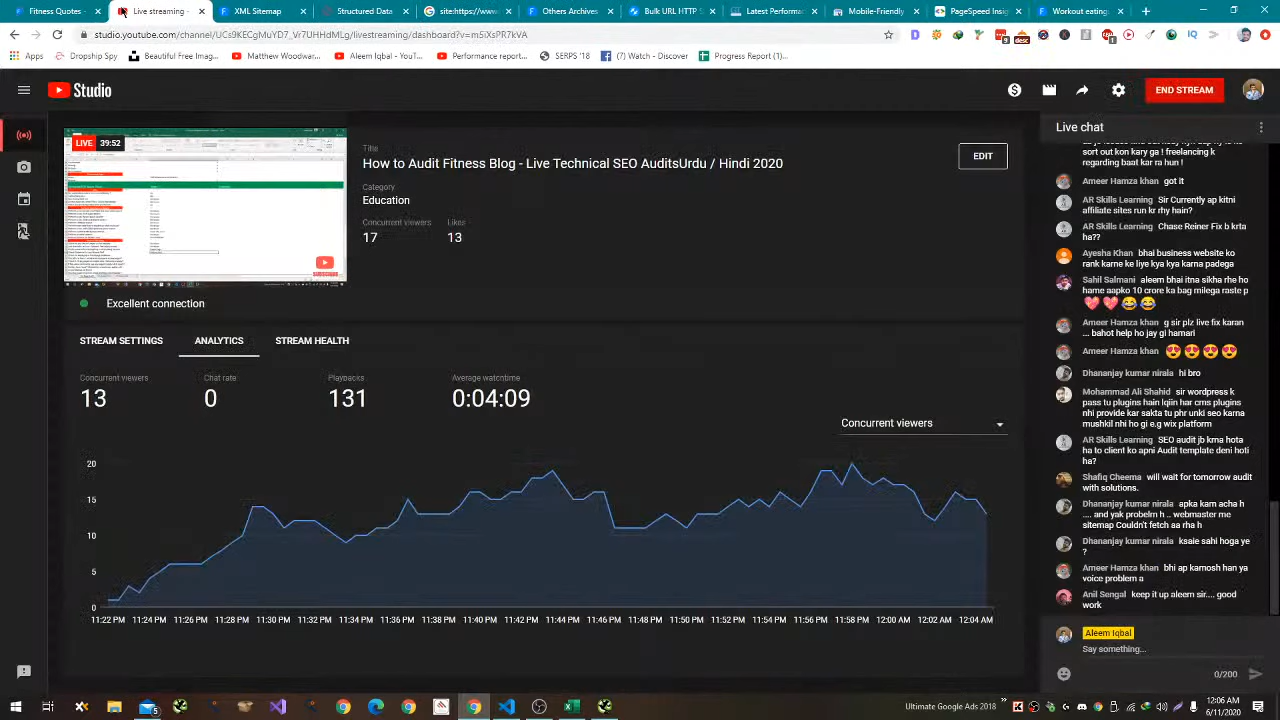 Fitness Quotes -
Live streaming -
XML Sitemap
Structured Data
site:https://www
Chest Archives -
Bulk URL HTTP S
Latest Performa
Mobile-Friendly
PageSpeed Insig
Workout eating
studio.youtube.com/channel/UCs9KECgMuYD7_Vr7UHHdMLg/livestreaming/dashboard?v=m5iXsPR7kVA
Apps
Dropship Spy
Beautiful Free Imag...
Matthew Woodwar...
Aleem Iqbal - YouT...
Performance report...
SERPS '18
(7) Watch - Discover
Progress Report(1)...
Studio
END STREAM
LIVE 39:52
Title
How to Audit Fitness Blog - Live Technical SEO AuditsUrdu / Hindi 2020
EDIT
Category
Education
Concurrent viewers Likes
17 13
Excellent connection
STREAM SETTINGS ANALYTICS STREAM HEALTH
Concurrent viewers Chat rate Playbacks Average watchtime
13 0 131 0:04:09
Concurrent viewers
20
15
10
5
0
11:22 PM 11:24 PM 11:26 PM 11:28 PM 11:30 PM 11:32 PM 11:34 PM 11:36 PM 11:38 PM 11:40 PM 11:42 PM 11:44 PM 11:46 PM 11:48 PM 11:50 PM 11:52 PM 11:54 PM 11:56 PM 11:58 PM 12:00 AM 12:02 AM 12:04 AM
Live chat
sort out kon kary ga ! freelancing k
regarding baat kar ra hun !
Ameer Hamza khan got it
AR Skills Learning Sir Currently ap kitna
affiliate sites run kr rhy hain?
AR Skills Learning Chase Reiner Fix b krta
ha??
Ayesha Khan bhai business website ko
rank karne ke liye kya kya karna padega
Sahil Salmani aleem bhai itna sikha rhe ho
hame aapko 10 crore ka bag milega raste p
💖💖😂😂
Ameer Hamza khan g sir plz live fix karan
... bahot help ho jay gi hamari
Ameer Hamza khan 😍😍😍😍
Dhananjay kumar nirala hi bro
Mohammad Ali Shahid sir wordpress k
pass tu plugins hain lqiin har cms plugins
nhi provide kar sakta tu phr unki seo karna
mushkil nhi ho gi e.g wix platform
AR Skills Learning SEO audit jb krna hota
ha to client ko apni Audit template deni hoti
ha?
Shafiq Cheema will wait for tomorrow audit
with solutions.
Dhananjay kumar nirala apka kam acha h
.... and yak probelm h .. webmaster me
sitemap Couldn't fetch aa rha h
Dhananjay kumar nirala ksaie sahi hoga ye
?
Ameer Hamza khan bhi ap kamosh han ya
voice problem a
Anil Sengal keep it up aleem sir.... good
work
Aleem Iqbal
Say something...
0/200
Ultimate Google Ads 2018
12:06 AM
6/11/2020